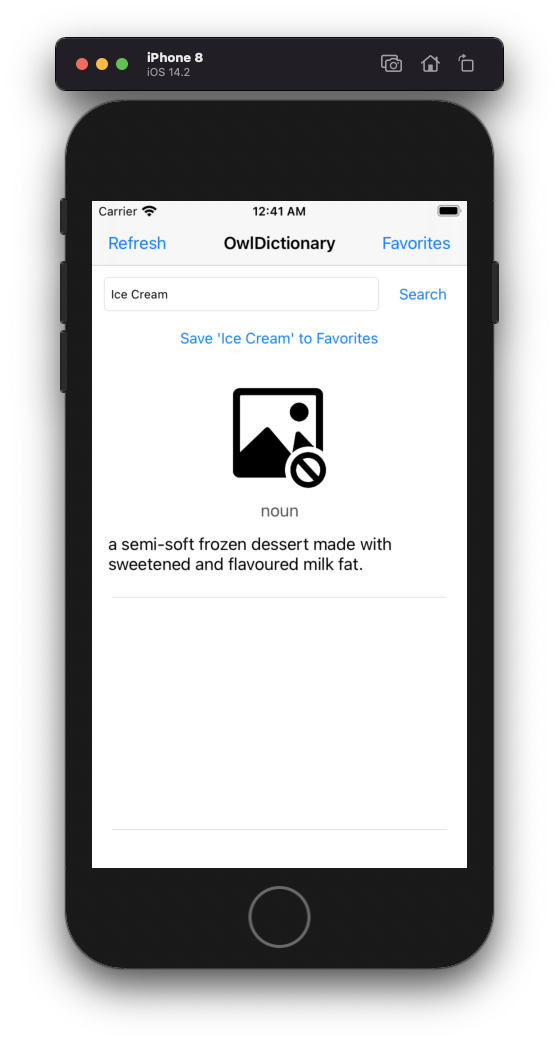 iPhone 8
iOS 14.2
Carrier 12:41 AM
Refresh OwlDictionary Favorites
Ice Cream Search
Save 'Ice Cream' to Favorites
noun
a semi-soft frozen dessert made with
sweetened and flavoured milk fat.